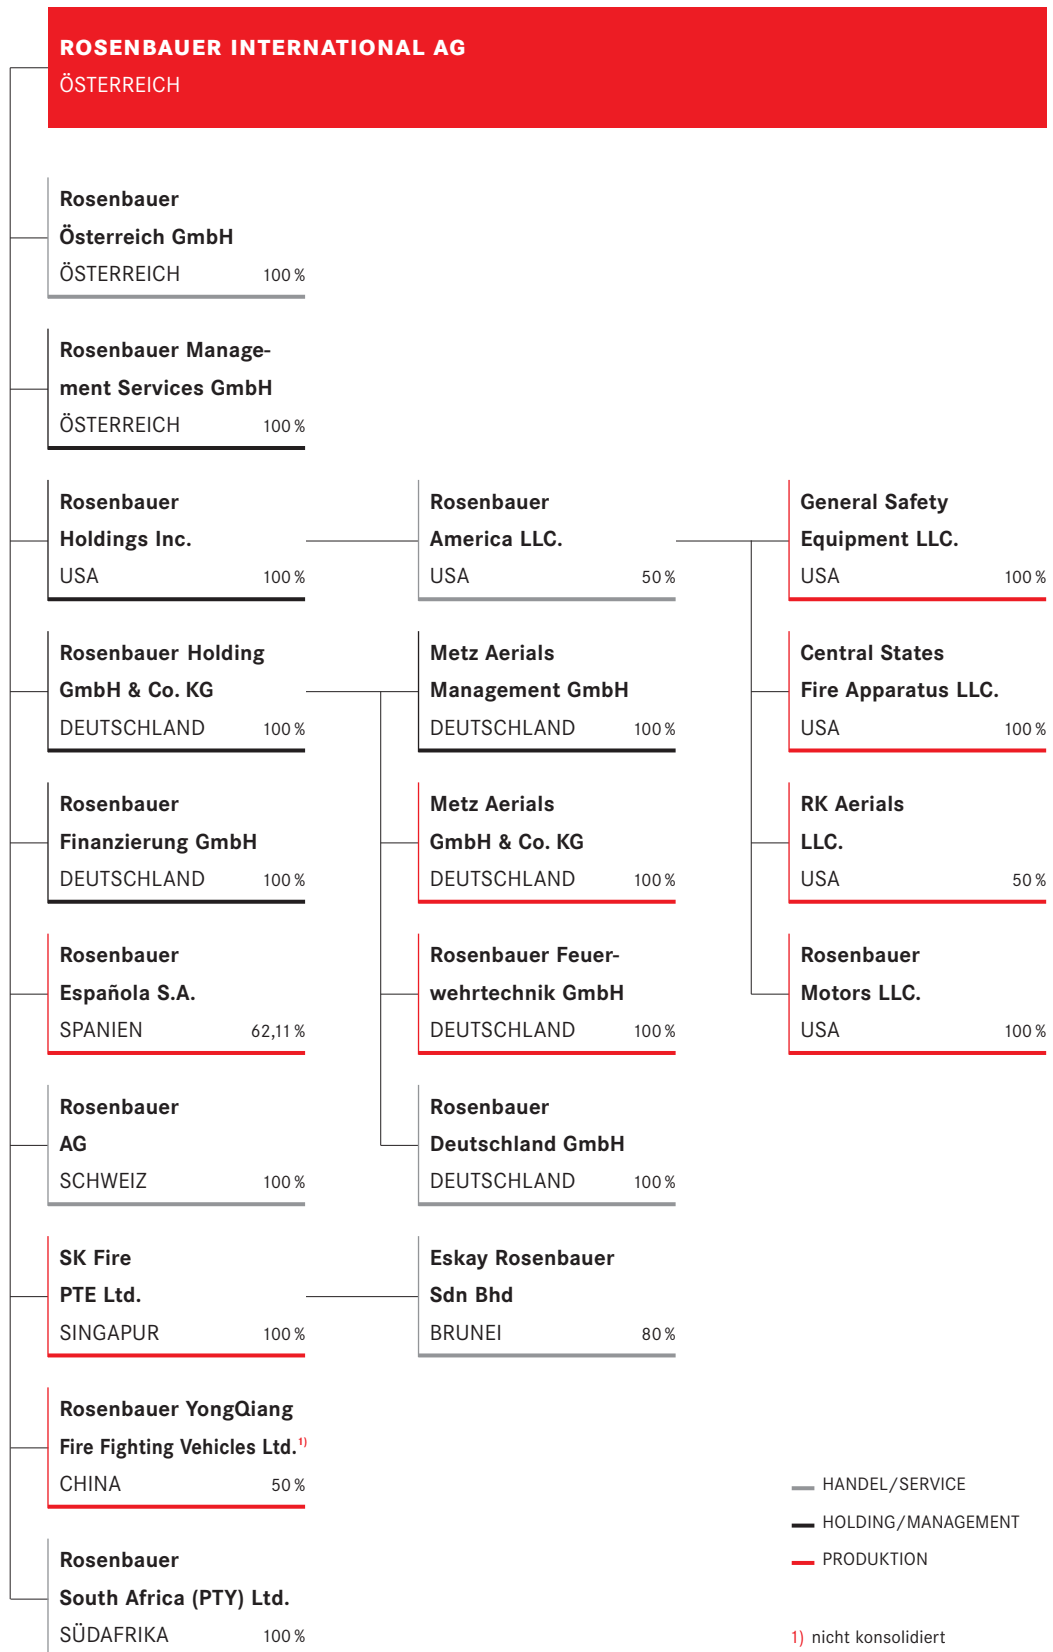 ROSENBAUER INTERNATIONAL AG
ÖSTERREICH
Rosenbauer
Österreich GmbH
ÖSTERREICH 100 %
Rosenbauer Manage-
ment Services GmbH
ÖSTERREICH 100 %
Rosenbauer
Holdings Inc.
USA 100 %
Rosenbauer
America LLC.
USA 50 %
General Safety
Equipment LLC.
USA 100 %
Rosenbauer Holding
GmbH & Co. KG
DEUTSCHLAND 100 %
Metz Aerials
Management GmbH
DEUTSCHLAND 100 %
Central States
Fire Apparatus LLC.
USA 100 %
Rosenbauer
Finanzierung GmbH
DEUTSCHLAND 100 %
Metz Aerials
GmbH & Co. KG
DEUTSCHLAND 100 %
RK Aerials
LLC.
USA 50 %
Rosenbauer
Española S.A.
SPANIEN 62,11 %
Rosenbauer Feuer-
wehrtechnik GmbH
DEUTSCHLAND 100 %
Rosenbauer
Motors LLC.
USA 100 %
Rosenbauer
AG
SCHWEIZ 100 %
Rosenbauer
Deutschland GmbH
DEUTSCHLAND 100 %
SK Fire
PTE Ltd.
SINGAPUR 100 %
Eskay Rosenbauer
Sdn Bhd
BRUNEI 80 %
Rosenbauer YongQiang
Fire Fighting Vehicles Ltd.1)
CHINA 50 %
Rosenbauer
South Africa (PTY) Ltd.
SÜDAFRIKA 100 %
HANDEL/SERVICE
HOLDING/MANAGEMENT
PRODUKTION
1) nicht konsolidiert